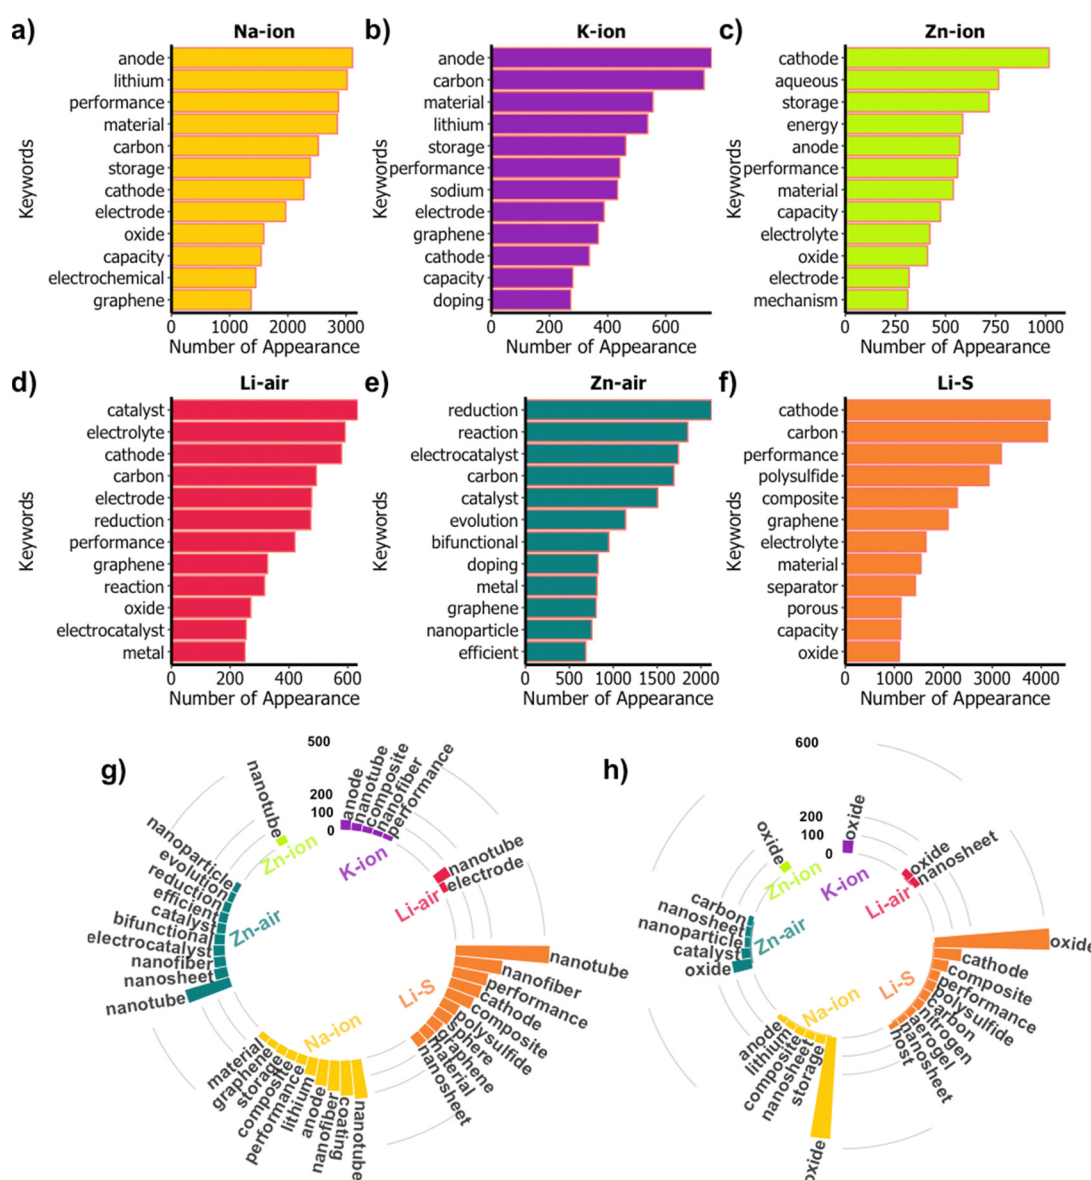 a)
Na-ion
Keywords
anode
lithium
performance
material
carbon
storage
cathode
electrode
oxide
capacity
electrochemical
graphene
0 1000 2000 3000
Number of Appearance
b)
K-ion
Keywords
anode
carbon
material
lithium
storage
performance
sodium
electrode
graphene
cathode
capacity
doping
0 200 400 600
Number of Appearance
c)
Zn-ion
Keywords
cathode
aqueous
storage
energy
anode
performance
material
capacity
electrolyte
oxide
electrode
mechanism
0 250 500 750 1000
Number of Appearance
d)
Li-air
Keywords
catalyst
electrolyte
cathode
carbon
electrode
reduction
performance
graphene
reaction
oxide
electrocatalyst
metal
0 200 400 600
Number of Appearance
e)
Zn-air
Keywords
reduction
reaction
electrocatalyst
carbon
catalyst
evolution
bifunctional
doping
metal
graphene
nanoparticle
efficient
0 500 1000 1500 2000
Number of Appearance
f)
Li-S
Keywords
cathode
carbon
performance
polysulfide
composite
graphene
electrolyte
material
separator
porous
capacity
oxide
0 1000 2000 3000 4000
Number of Appearance
g)
500
200
100
0
K-ion
anode
nanotube
composite
nanofiber
performance
Li-air
nanotube
electrode
Li-S
nanotube
nanofiber
performance
cathode
composite
polysulfide
sphere
graphene
material
nanosheet
Na-ion
nanotube
coating
nanofiber
anode
lithium
performance
composite
storage
graphene
material
Zn-air
nanotube
nanosheet
nanofiber
electrocatalyst
bifunctional
catalyst
efficient
reduction
evolution
nanoparticle
Zn-ion
nanotube
h)
600
200
100
0
K-ion
oxide
Li-air
oxide
nanosheet
Li-S
oxide
cathode
composite
performance
polysulfide
carbon
nitrogen
aerogel
nanosheet
host
Na-ion
oxide
storage
nanosheet
composite
lithium
anode
Zn-air
oxide
catalyst
nanoparticle
nanosheet
carbon
Zn-ion
oxide